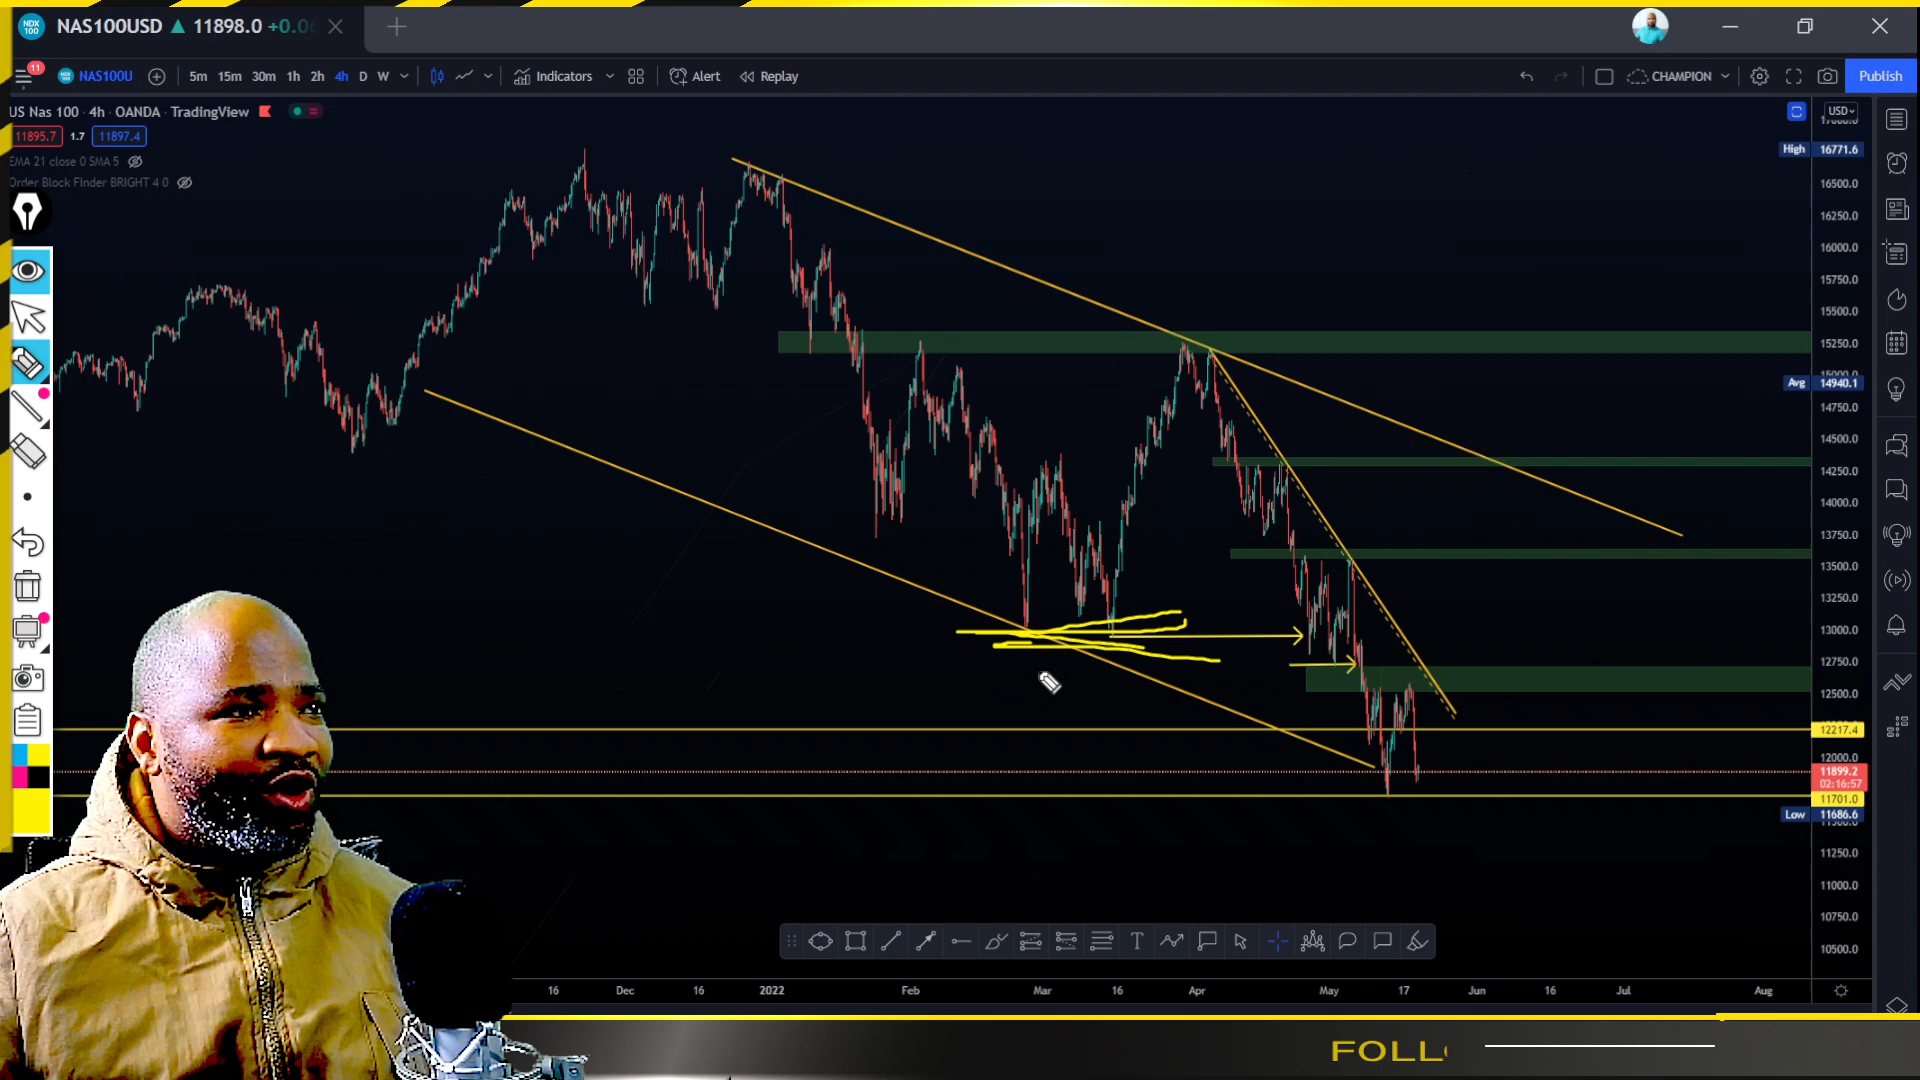 NAS100USD ▲ 11898.0 +0.0
11 NAS100U 5m 15m 30m 1h 2h 4h D W Indicators Alert Replay CHAMPION Publish
US Nas 100 · 4h · OANDA · TradingView
USD
11895.7 1.7 11897.4
EMA 21 close 0 SMA 5
Order Block Finder BRIGHT 4 0
High 16771.6
16500.0
16250.0
16000.0
15750.0
15500.0
15250.0
15000.0
Avg 14940.1
14750.0
14500.0
14250.0
14000.0
13750.0
13500.0
13250.0
13000.0
12750.0
12500.0
12217.4
12000.0
11899.2
02:16:57
11701.0
Low 11686.6
11250.0
11000.0
10750.0
10500.0
16 Dec 16 2022 Feb Mar 16 Apr May 17 Jun 16 Jul Aug
FOLL